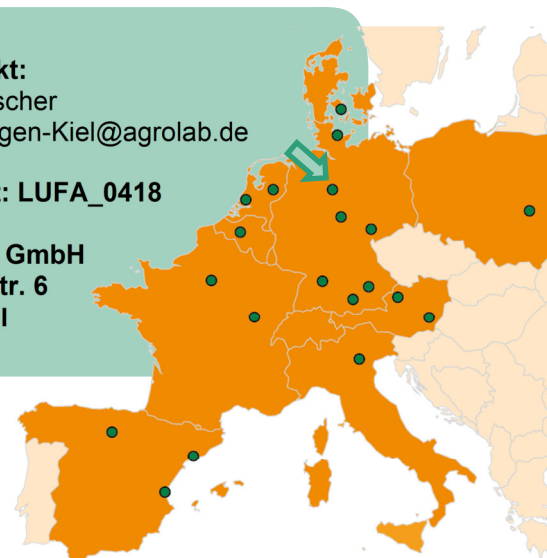 kt:
scher
gen-Kiel@agrolab.de
t: LUFA_0418
GmbH
tr. 6
l